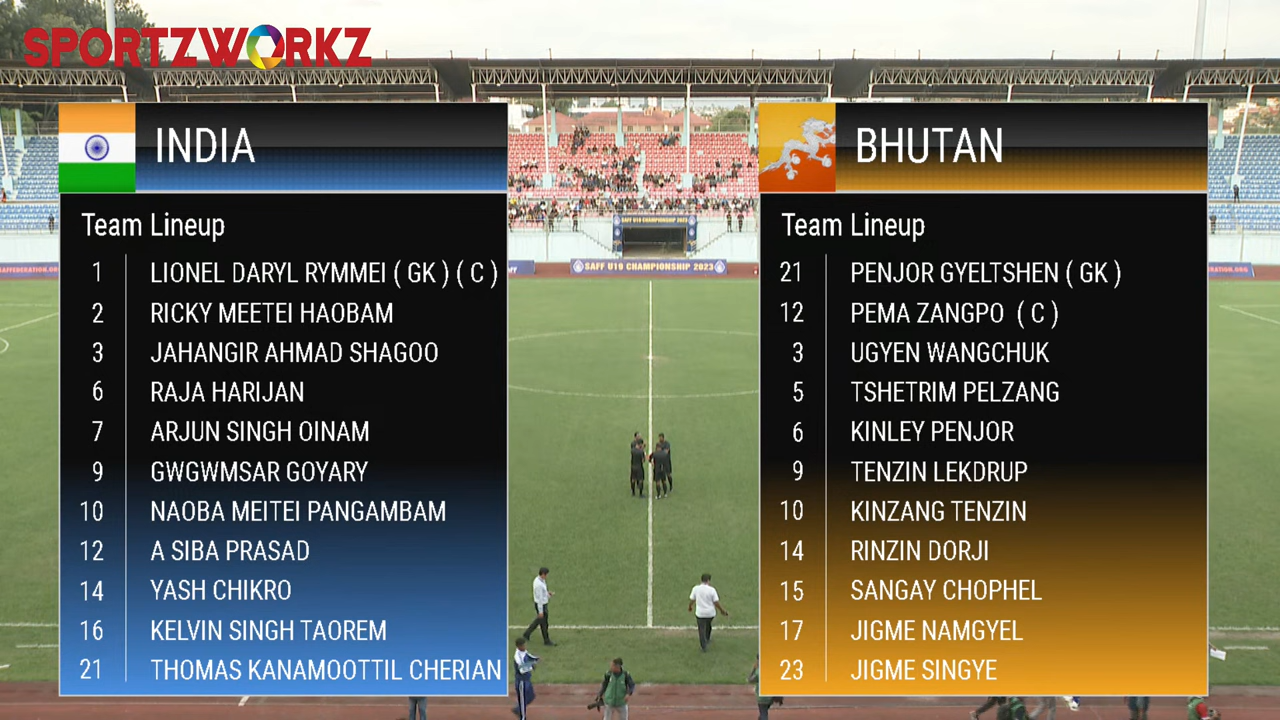 SPORTZWORKZ
INDIA
Team Lineup
1 LIONEL DARYL RYMMEI ( GK ) ( C )
2 RICKY MEETEI HAOBAM
3 JAHANGIR AHMAD SHAGOO
6 RAJA HARIJAN
7 ARJUN SINGH OINAM
9 GWGWMSAR GOYARY
10 NAOBA MEITEI PANGAMBAM
12 A SIBA PRASAD
14 YASH CHIKRO
16 KELVIN SINGH TAOREM
21 THOMAS KANAMOOTTIL CHERIAN
BHUTAN
Team Lineup
21 PENJOR GYELTSHEN ( GK )
12 PEMA ZANGPO ( C )
3 UGYEN WANGCHUK
5 TSHETRIM PELZANG
6 KINLEY PENJOR
9 TENZIN LEKDRUP
10 KINZANG TENZIN
14 RINZIN DORJI
15 SANGAY CHOPHEL
17 JIGME NAMGYEL
23 JIGME SINGYE
SAFF U19 CHAMPIONSHIP 2023
SAFF U19 CHAMPIONSHIP 2023